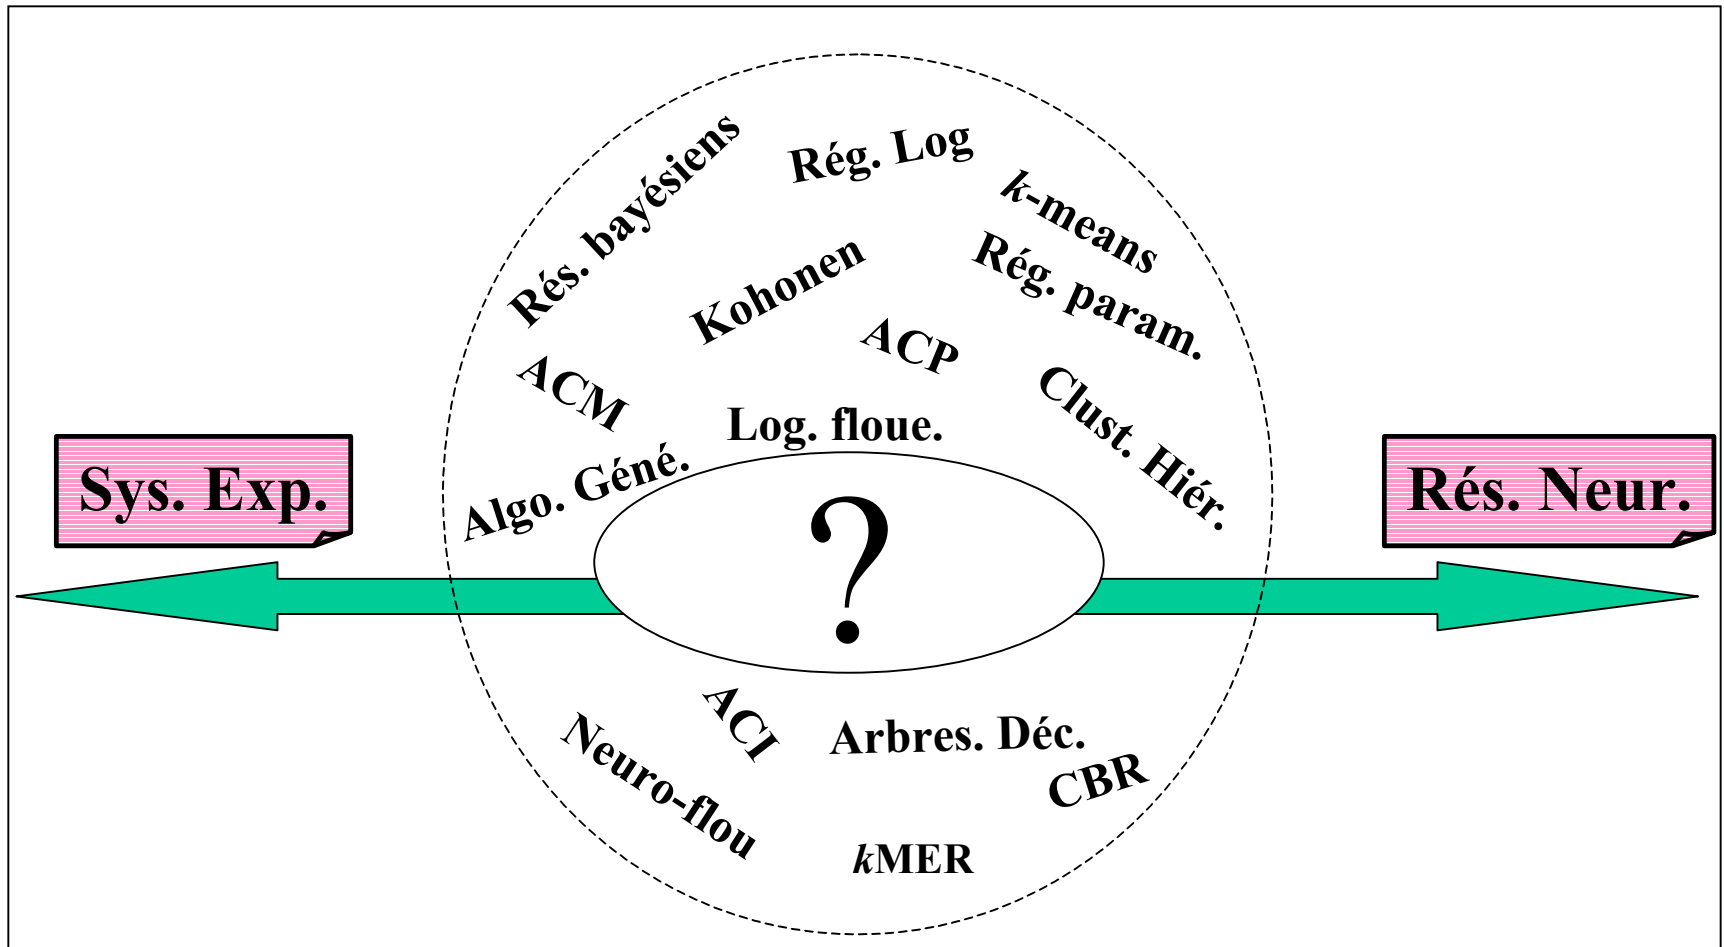 Rés. bayésiens
Rég. Log
k-means
Kohonen
Rég. param.
ACP
ACM
Clust. Hiér.
Log. floue.
Algo. Géné.
Sys. Exp.
?
Rés. Neur.
ACI
Arbres. Déc.
Neuro-flou
CBR
kMER